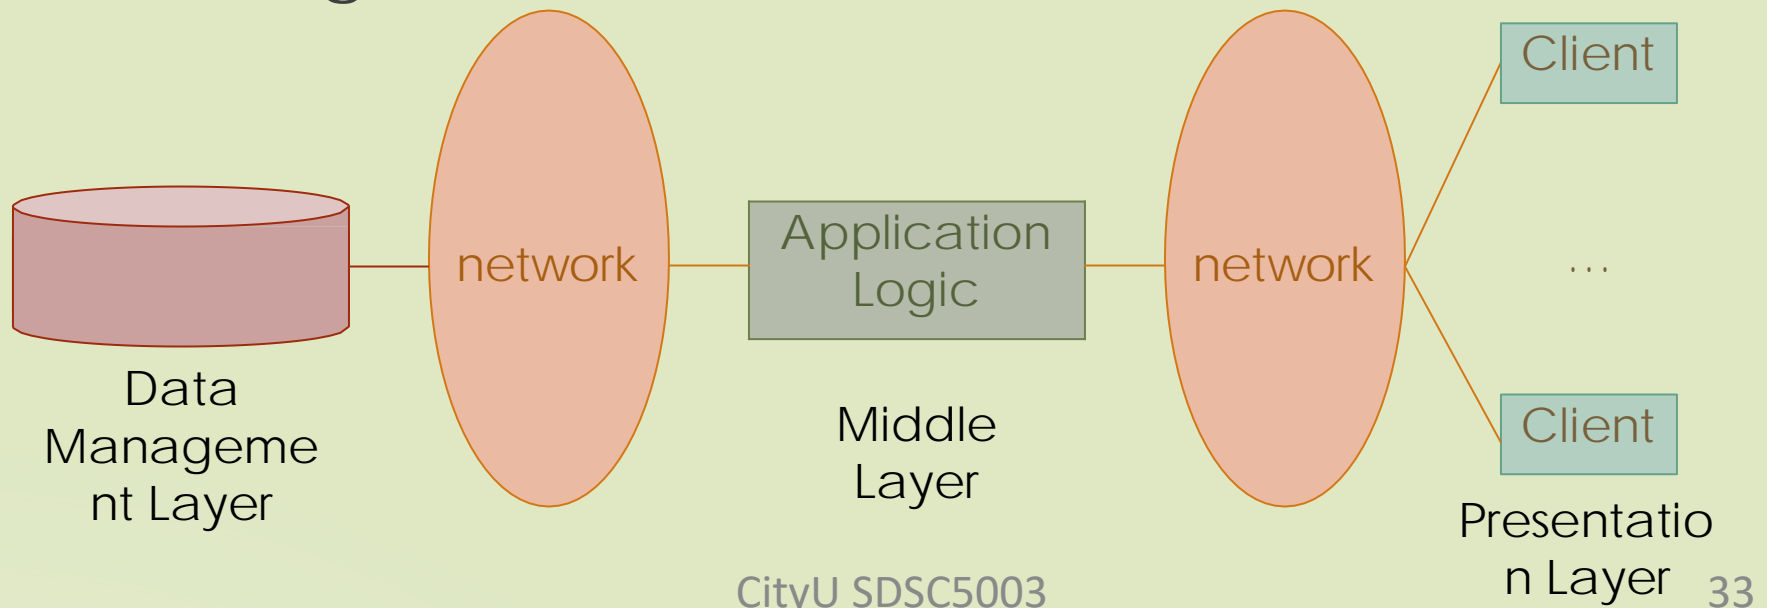 network
Application
Logic
network
Client
...
Client
Data
Manageme
nt Layer
Middle
Layer
Presentatio
n Layer
CityU SDSC5003
33